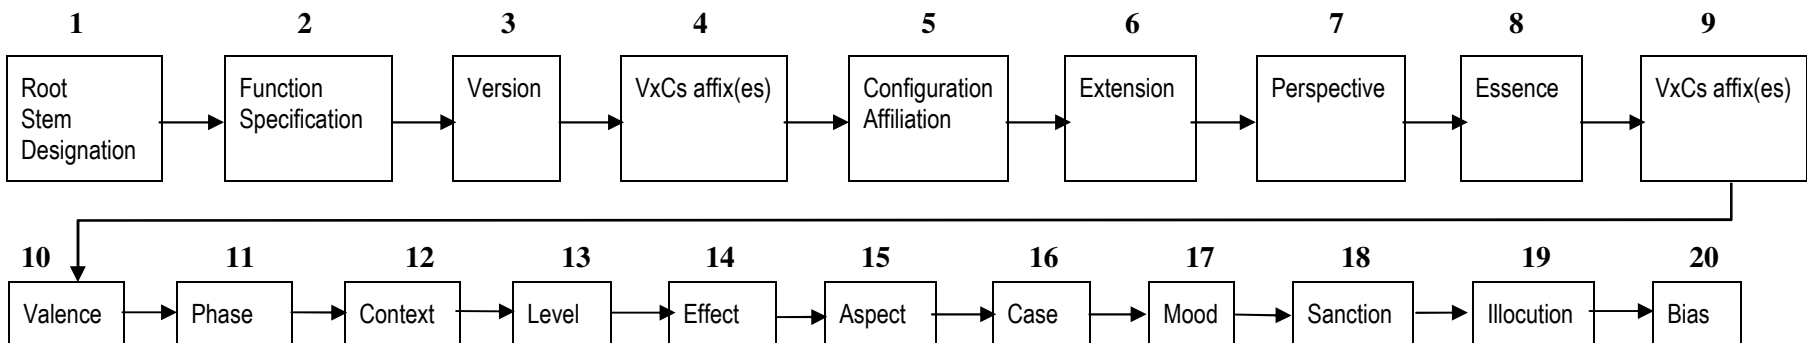 1 2 3 4 5 6 7 8 9
Root
Stem
Designation
Function
Specification
Version
VxCs affix(es)
Configuration
Affiliation
Extension
Perspective
Essence
VxCs affix(es)
10 11 12 13 14 15 16 17 18 19 20
Valence
Phase
Context
Level
Effect
Aspect
Case
Mood
Sanction
Illocution
Bias